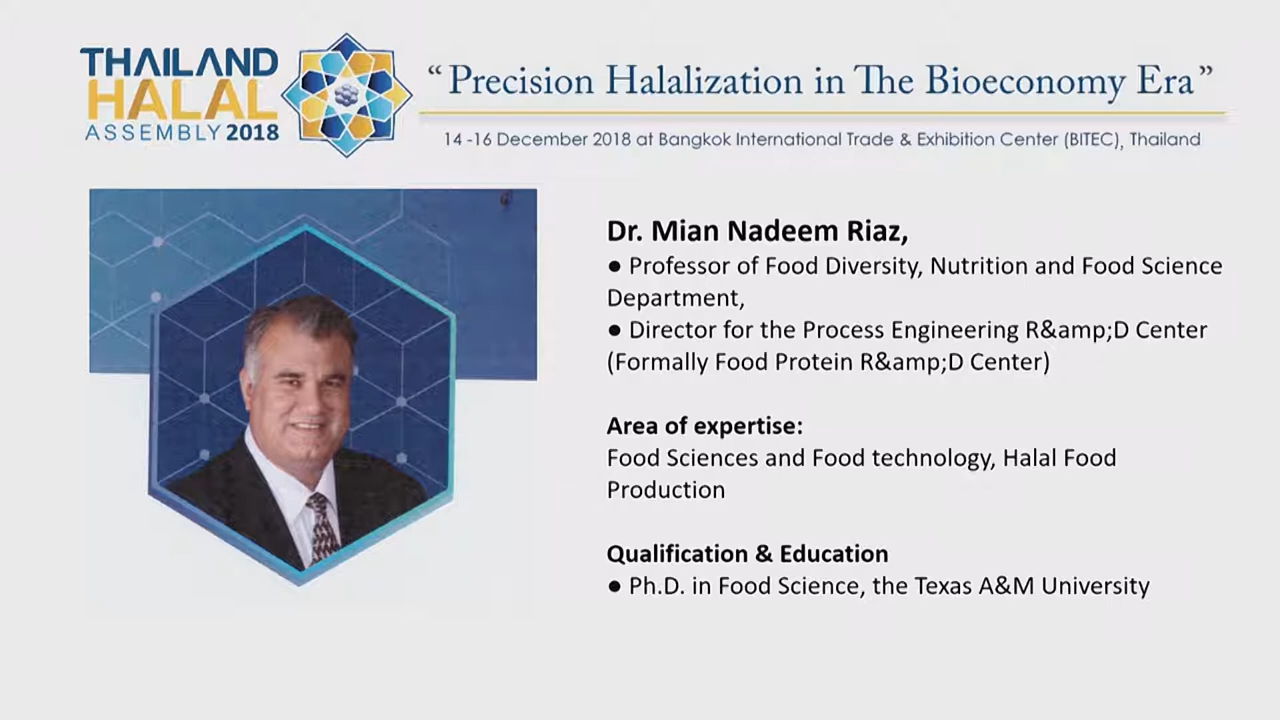 THAILAND
HALAL
ASSEMBLY 2018
“Precision Halalization in The Bioeconomy Era”
14 -16 December 2018 at Bangkok International Trade & Exhibition Center (BITEC), Thailand
Dr. Mian Nadeem Riaz,
● Professor of Food Diversity, Nutrition and Food Science
Department,
● Director for the Process Engineering R&amp;D Center
(Formally Food Protein R&amp;D Center)
Area of expertise:
Food Sciences and Food technology, Halal Food
Production
Qualification & Education
● Ph.D. in Food Science, the Texas A&M University